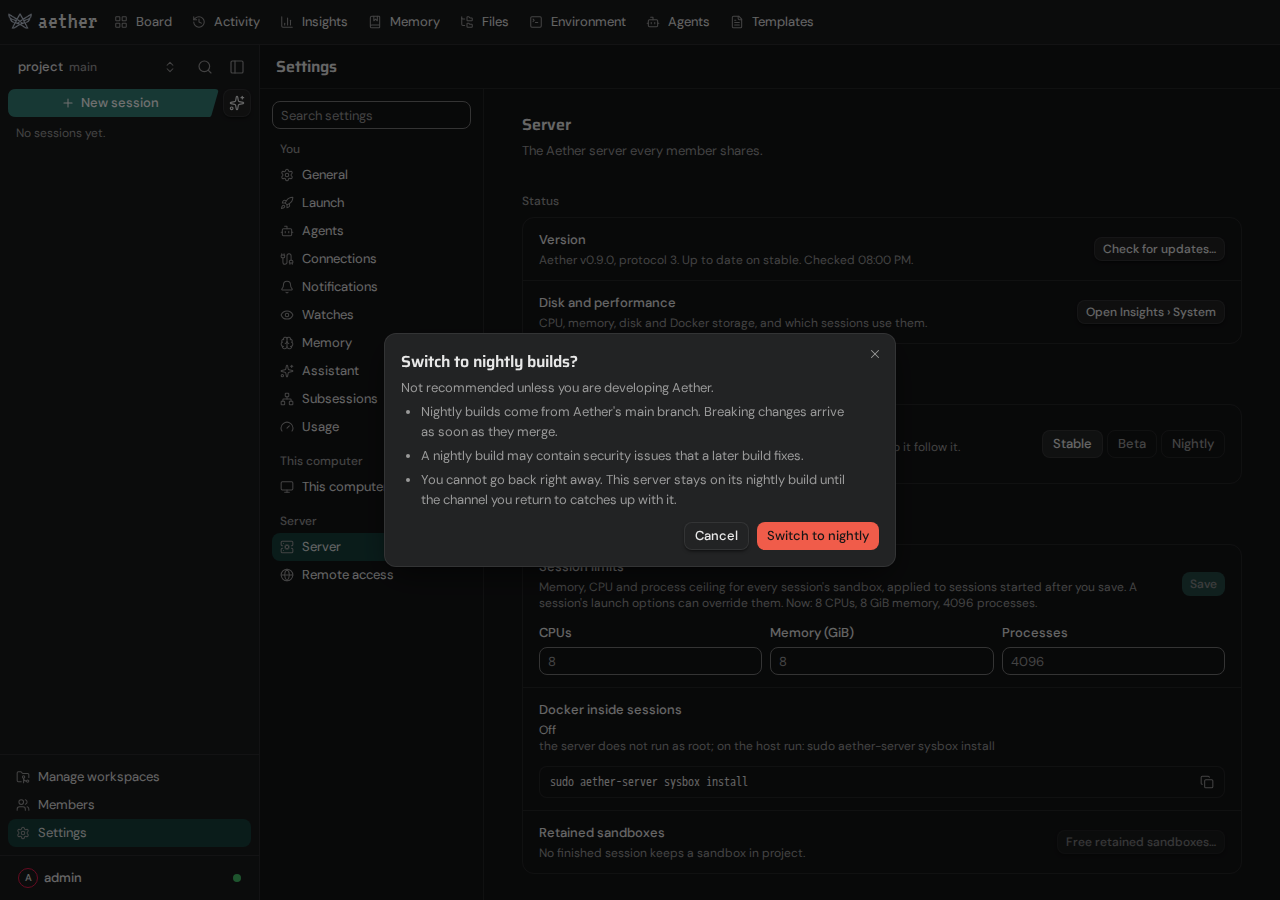 aether
Board
Activity
Insights
Memory
Files
Environment
Agents
Templates
project main
New session
No sessions yet.
Settings
Search settings
You
General
Launch
Agents
Connections
Notifications
Watches
Memory
Assistant
Subsessions
Usage
This computer
This compute
Server
Server
Remote access
Server
The Aether server every member shares.
Status
Version
Aether v0.9.0, protocol 3. Up to date on stable. Checked 08:00 PM.
Check for updates...
Disk and performance
CPU, memory, disk and Docker storage, and which sessions use them.
Open Insights › System
it follow it.
Stable
Beta
Nightly
Switch to nightly builds?
Not recommended unless you are developing Aether.
• Nightly builds come from Aether's main branch. Breaking changes arrive
as soon as they merge.
• A nightly build may contain security issues that a later build fixes.
• You cannot go back right away. This server stays on its nightly build until
the channel you return to catches up with it.
Cancel
Switch to nightly
Session limits
Memory, CPU and process ceiling for every session's sandbox, applied to sessions started after you save. A
session's launch options can override them. Now: 8 CPUs, 8 GiB memory, 4096 processes.
Save
CPUs
Memory (GiB)
Processes
8
8
4096
Docker inside sessions
Off
the server does not run as root; on the host run: sudo aether-server sysbox install
sudo aether-server sysbox install
Retained sandboxes
No finished session keeps a sandbox in project.
Free retained sandboxes...
Manage workspaces
Members
Settings
A
admin